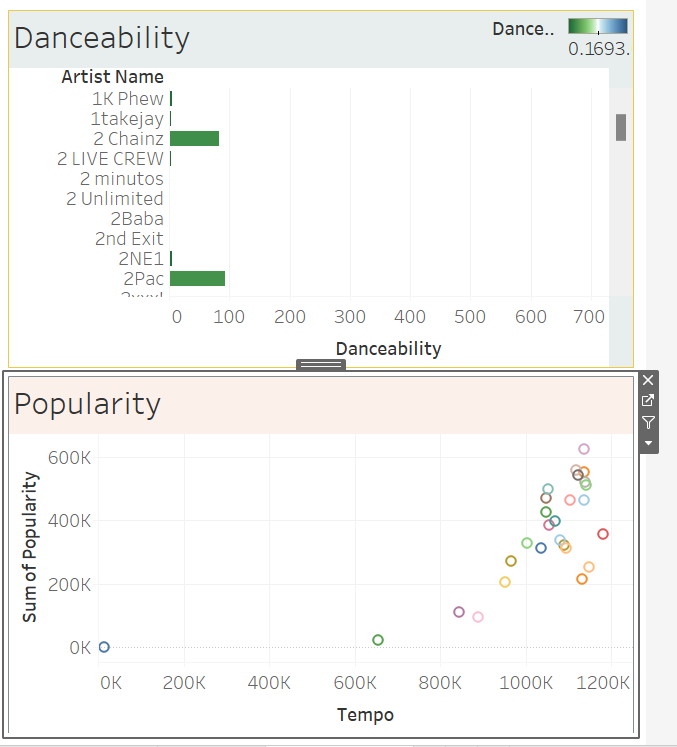 Danceability
Dance..
0.1693.
Artist Name
1K Phew
1takejay
2 Chainz
2 LIVE CREW
2 minutos
2 Unlimited
2Baba
2nd Exit
2NE1
2Pac
0 100 200 300 400 500 600 700
Danceability
Popularity
600K
400K
200K
0K
Sum of Popularity
0K 200K 400K 600K 800K 1000K 1200K
Tempo